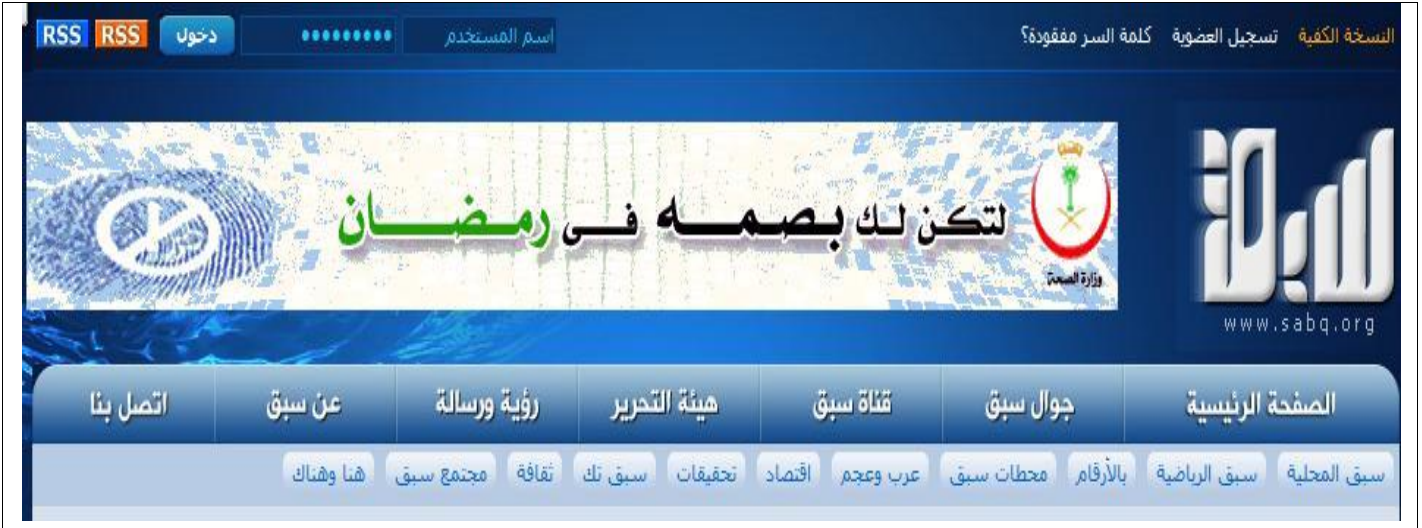 النسخة الكفية تسجيل العضوية كلمة السر مفقودة؟ اسم المستخدم دخول RSS RSS
سبق
www.sabq.org
وزارة الصحة
لتكن لك بصمه فى رمضان
الصفحة الرئيسية جوال سبق قناة سبق هيئة التحرير رؤية ورسالة عن سبق اتصل بنا
سبق المحلية سبق الرياضية بالأرقام محطات سبق عرب وعجم اقتصاد تحقيقات سبق تك ثقافة مجتمع سبق هنا وهناك